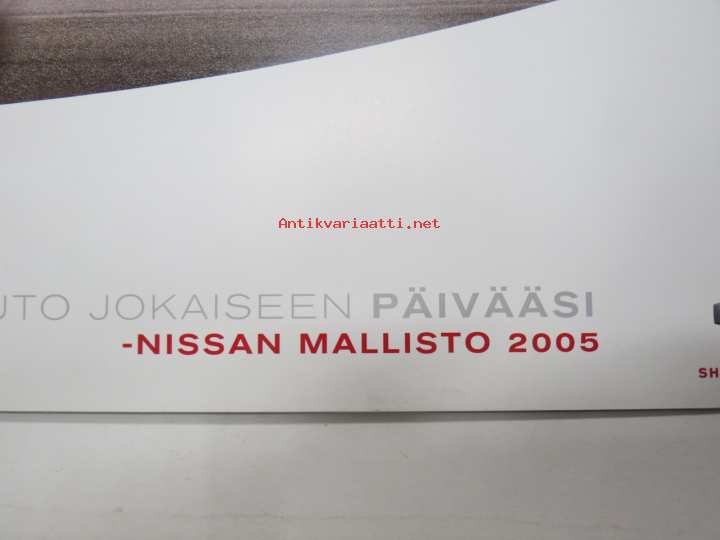 Antikvariaatti.net
UTO JOKAISEEN PÄIVÄÄSI
-NISSAN MALLISTO 2005
SH